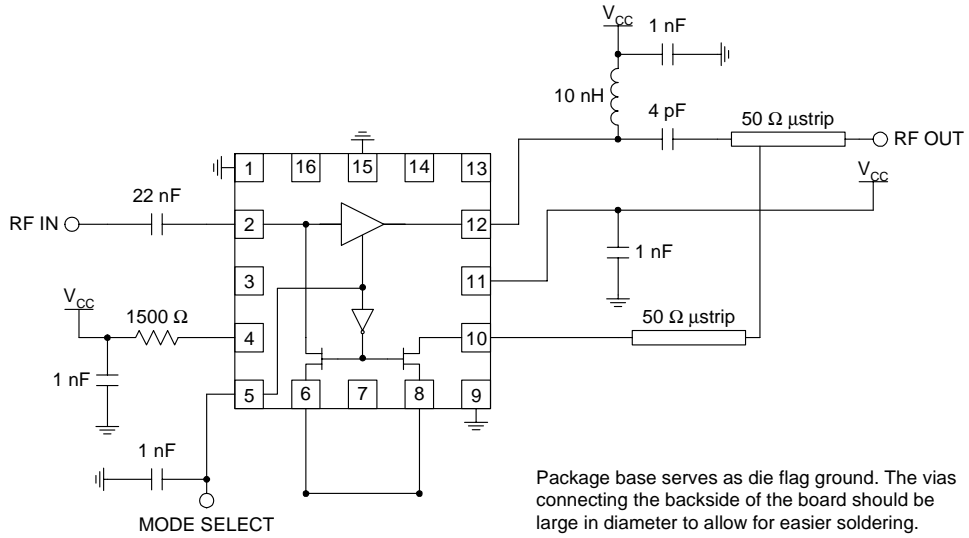 V_CC
1 nF
10 nH
4 pF
50 Ω µstrip
RF OUT
1
16
15
14
13
V_CC
22 nF
RF IN
2
12
3
11
1 nF
V_CC
1500 Ω
4
10
50 Ω µstrip
1 nF
5
6
7
8
9
1 nF
MODE SELECT
Package base serves as die flag ground. The vias
connecting the backside of the board should be
large in diameter to allow for easier soldering.